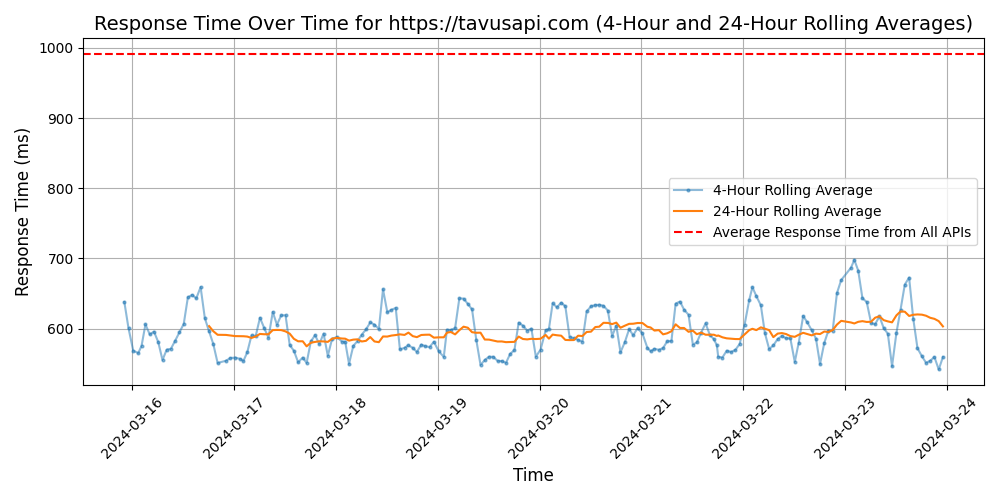 Response Time Over Time for https://tavusapi.com (4-Hour and 24-Hour Rolling Averages)
Response Time (ms)
1000
900
800
700
600
4-Hour Rolling Average
24-Hour Rolling Average
Average Response Time from All APIs
2024-03-16
2024-03-17
2024-03-18
2024-03-19
2024-03-20
2024-03-21
2024-03-22
2024-03-23
2024-03-24
Time